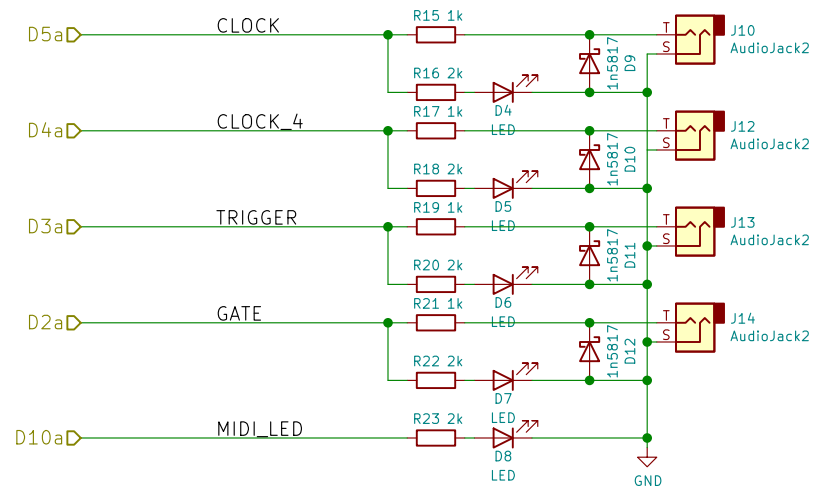 D5a CLOCK R15 1k T J10
S AudioJack2
1n5817 D9
R16 2k
D4
LED
D4a CLOCK_4 R17 1k T J12
S AudioJack2
1n5817 D10
R18 2k
D5
LED
D3a TRIGGER R19 1k T J13
S AudioJack2
1n5817 D11
R20 2k
D6
LED
D2a GATE R21 1k T J14
S AudioJack2
1n5817 D12
R22 2k
D7
LED
D10a MIDI_LED R23 2k
D8
LED
GND